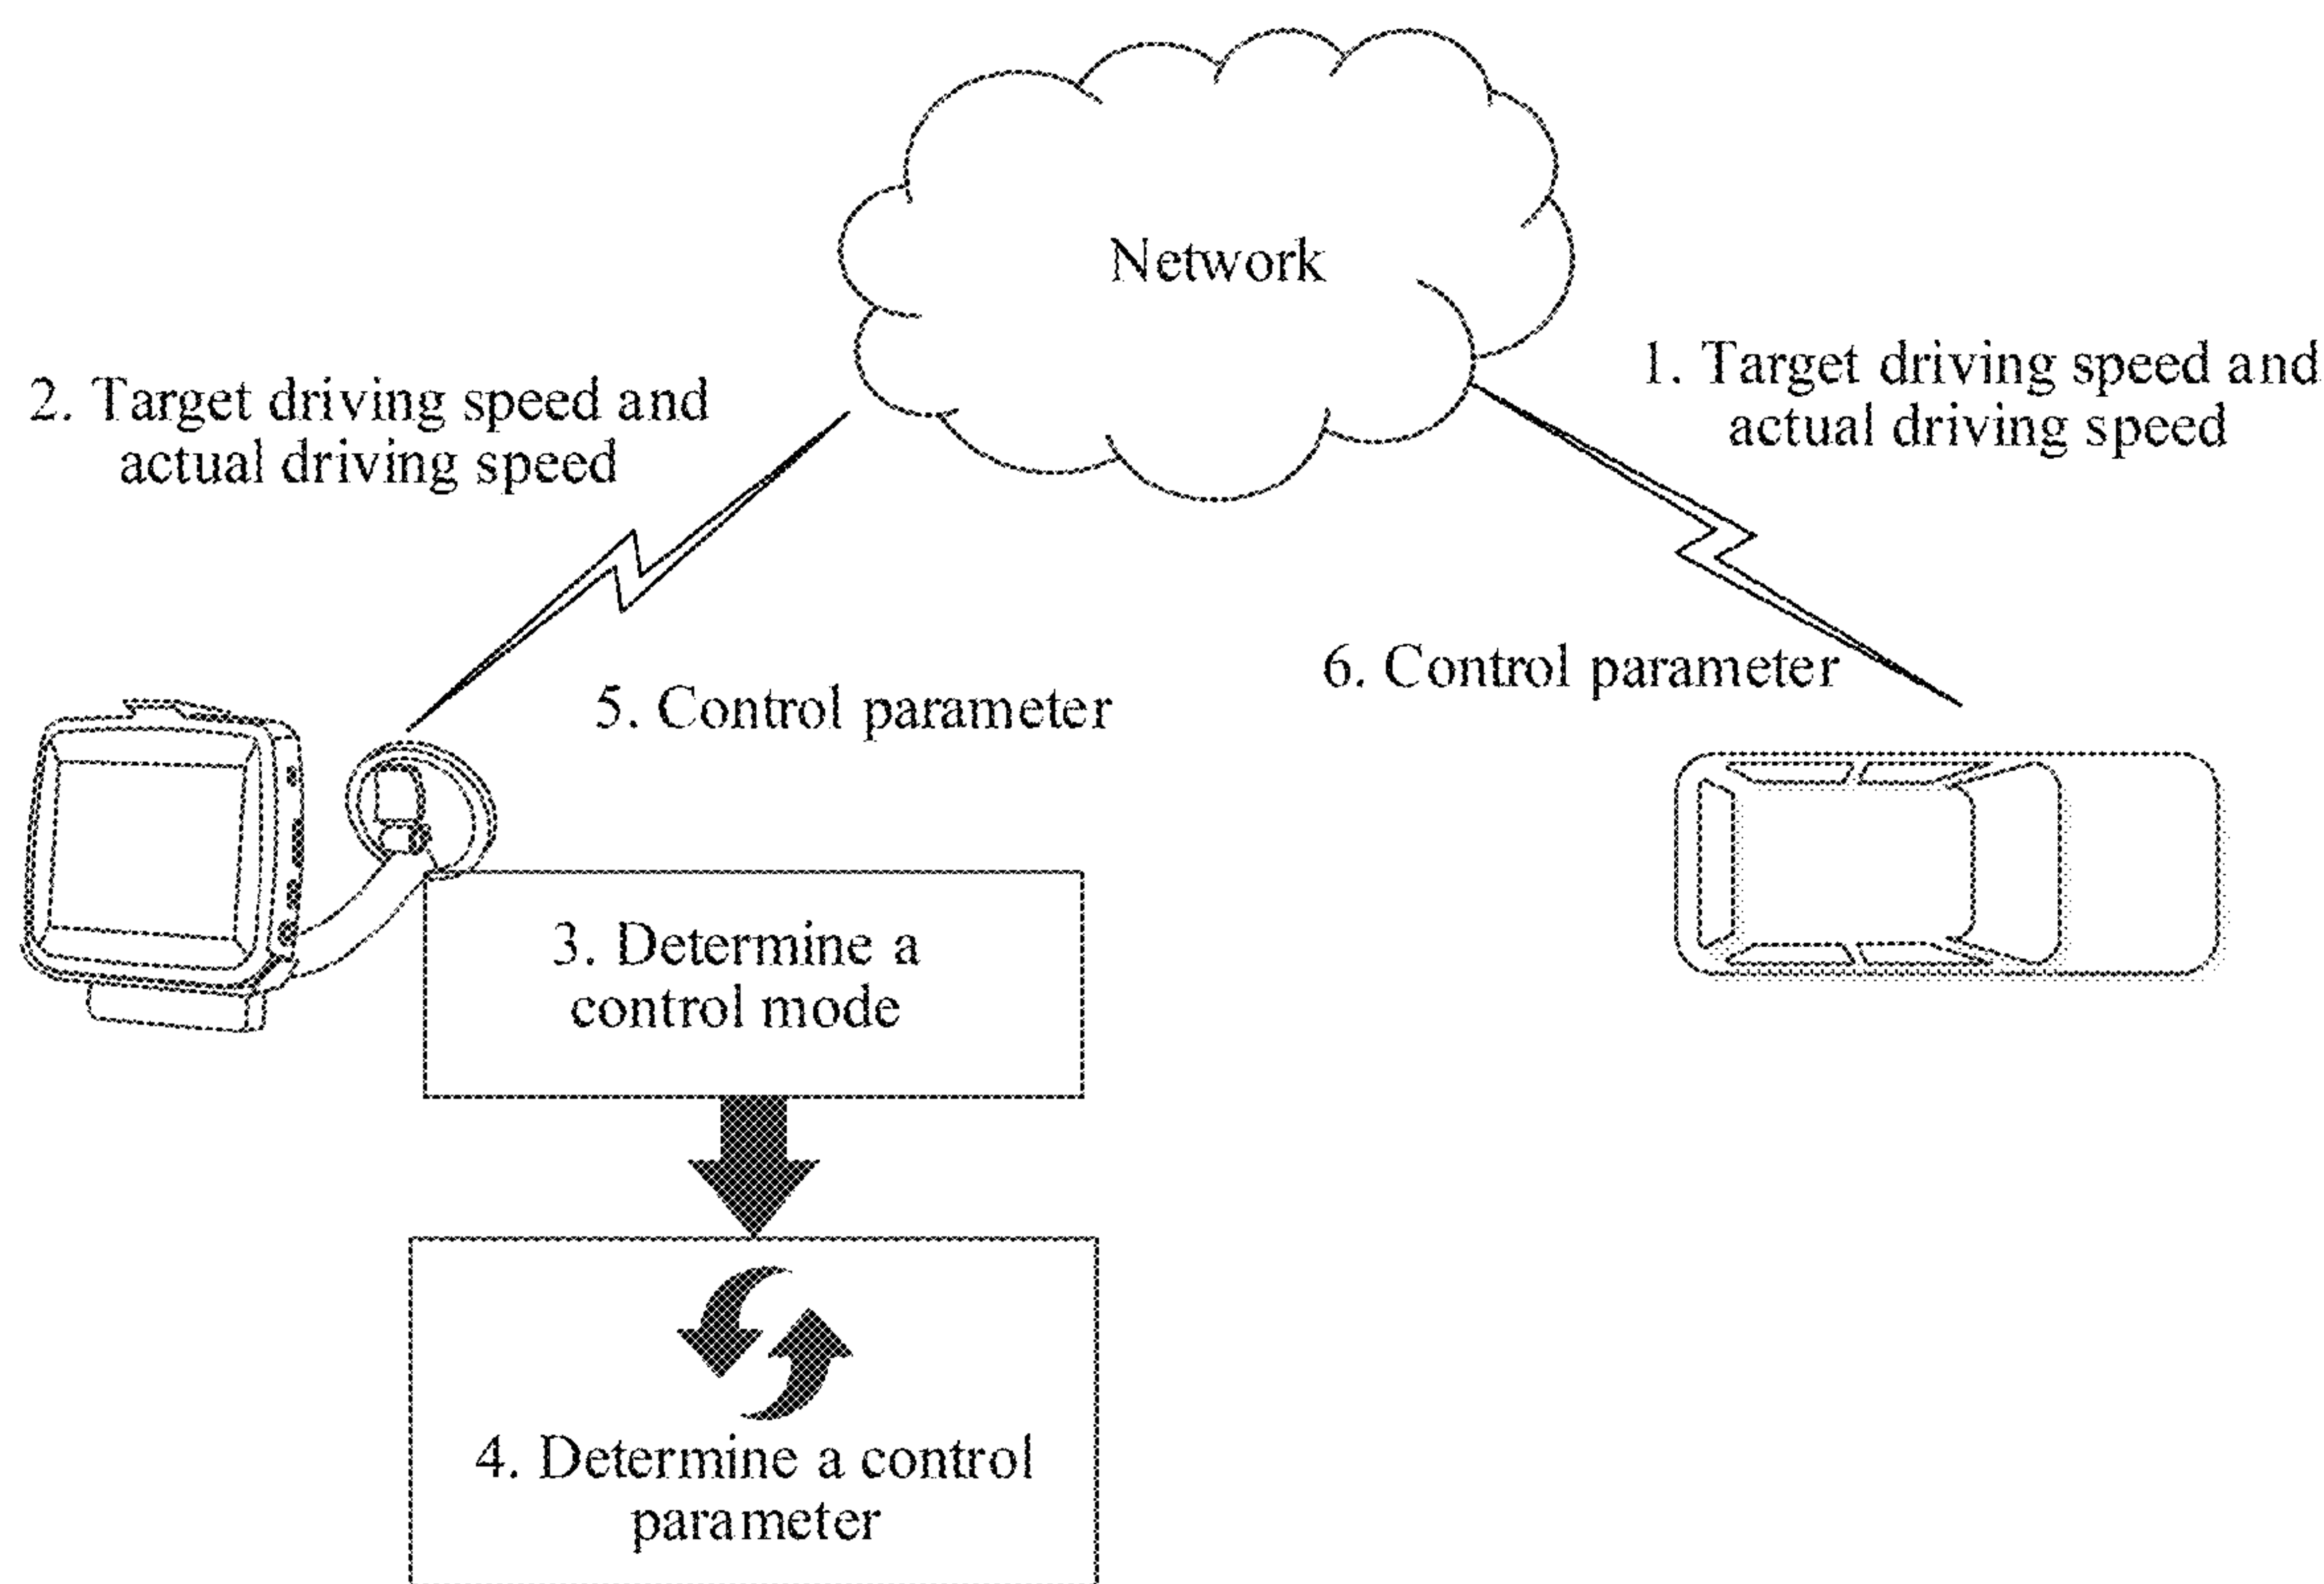 Network
1. Target driving speed and
actual driving speed
2. Target driving speed and
actual driving speed
6. Control parameter
5. Control parameter
3. Determine a
control mode
4. Determine a control
parameter